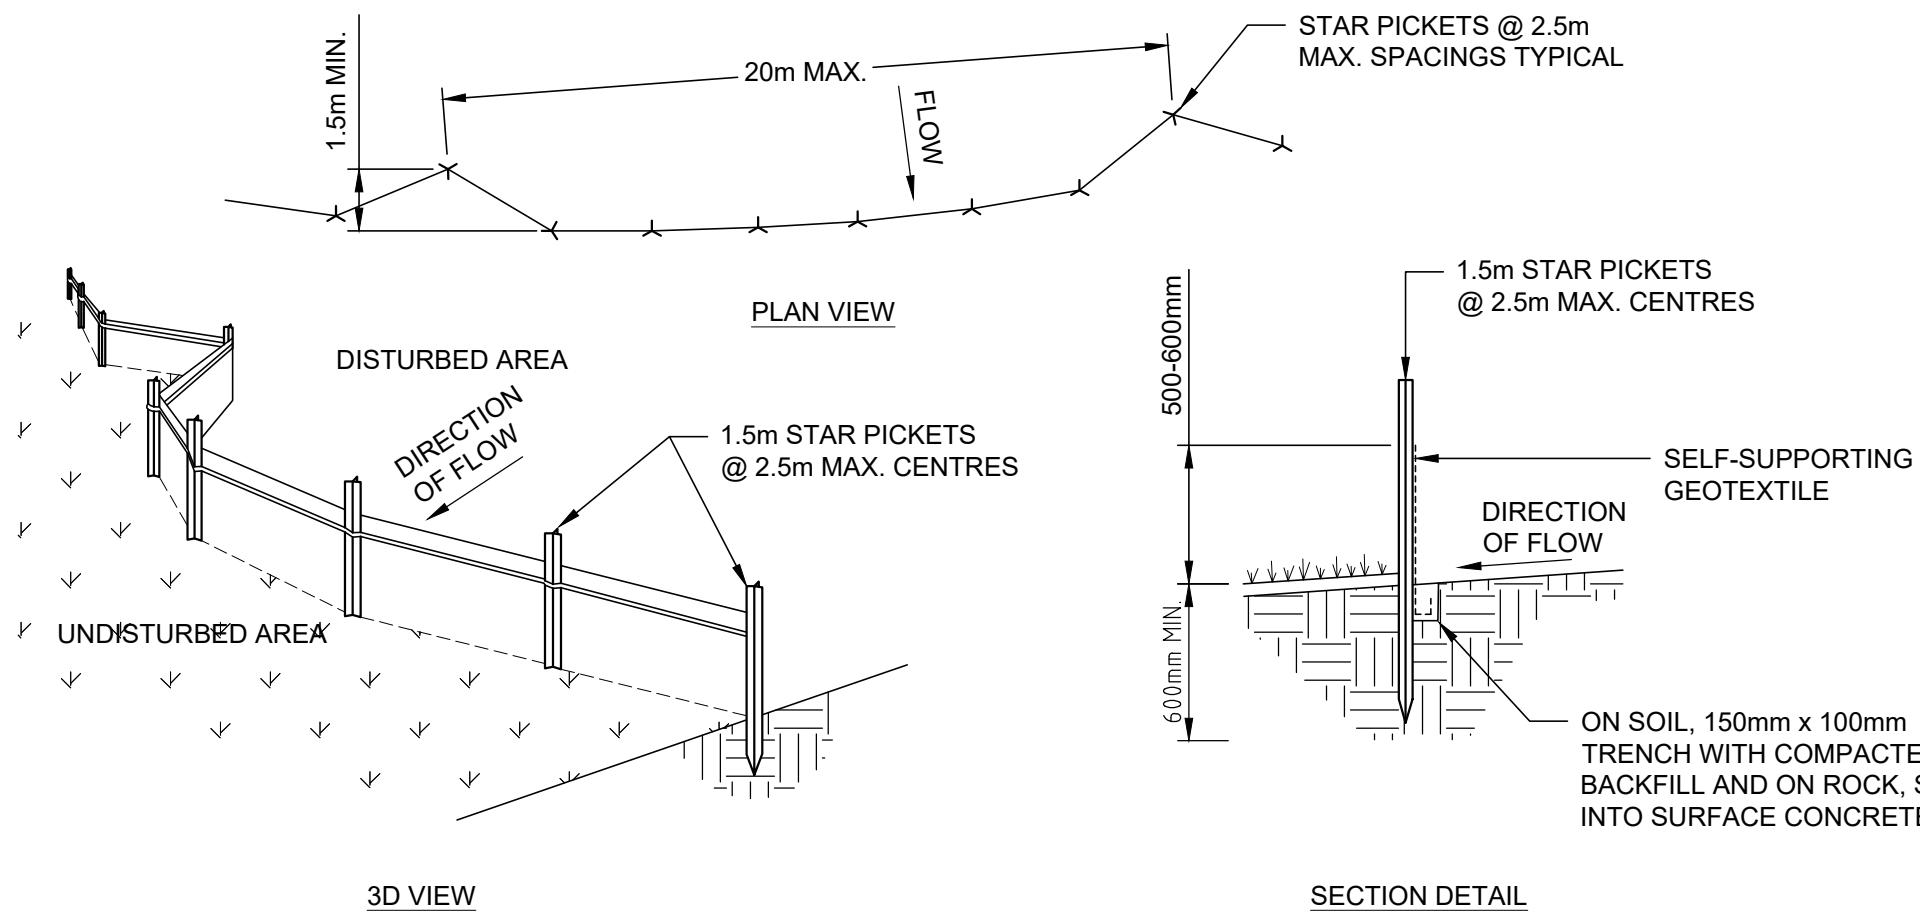 STAR PICKETS @ 2.5m
MAX. SPACINGS TYPICAL
1.5m MIN.
20m MAX.
FLOW
PLAN VIEW
DISTURBED AREA
DIRECTION
OF FLOW
1.5m STAR PICKETS
@ 2.5m MAX. CENTRES
UNDISTURBED AREA
3D VIEW
1.5m STAR PICKETS
@ 2.5m MAX. CENTRES
500-600mm
SELF-SUPPORTING
GEOTEXTILE
DIRECTION
OF FLOW
600mm MIN.
ON SOIL, 150mm x 100mm
TRENCH WITH COMPACTE
BACKFILL AND ON ROCK, S
INTO SURFACE CONCRETE
SECTION DETAIL